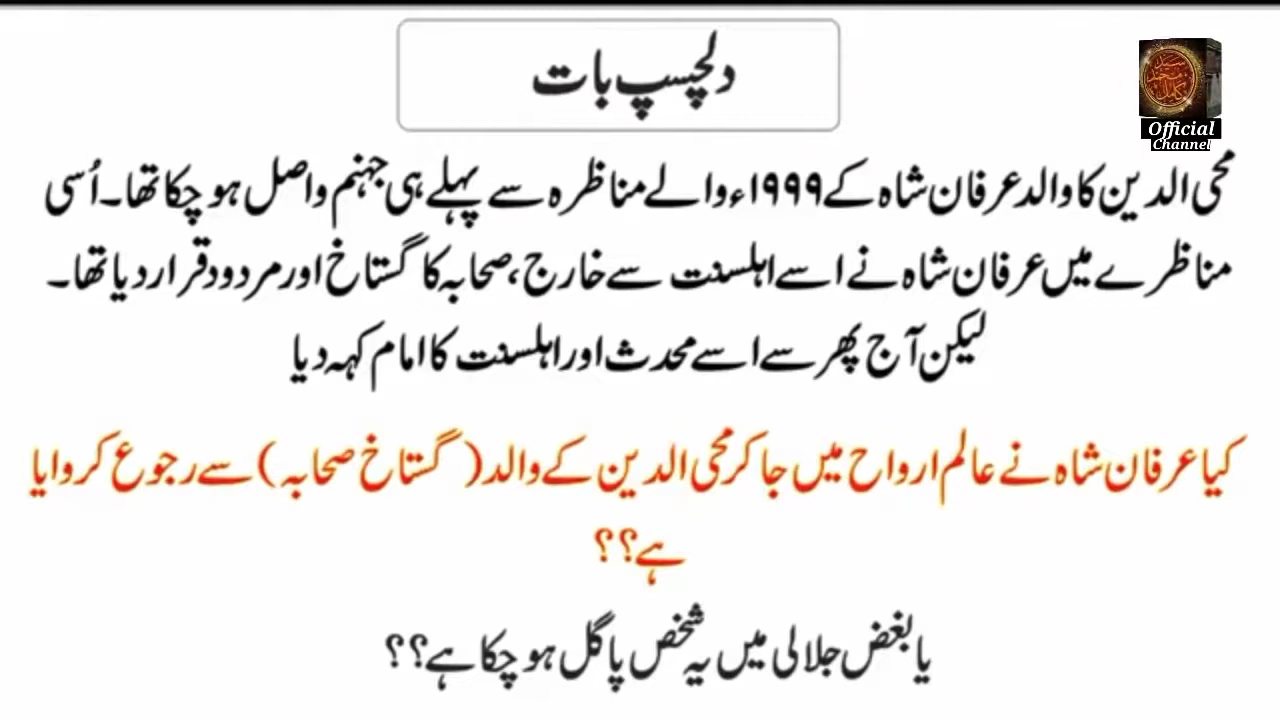 دلچسپ بات
Official
Channel
محی الدین کا والد عرفان شاہ کے ۱۹۹۹ء والے مناظرہ سے پہلے ہی جہنم واصل ہو چکا تھا۔ اُسی
مناظرے میں عرفان شاہ نے اسے اہلسنت سے خارج، صحابہ کا گستاخ اور مردود قرار دیا تھا۔
لیکن آج پھر سے اسے محدث اور اہلسنت کا امام کہہ دیا
کیا عرفان شاہ نے عالم ارواح میں جا کر محی الدین کے والد (گستاخ صحابہ) سے رجوع کروایا
ہے؟؟
یا بغض جلالی میں یہ شخص پاگل ہو چکا ہے؟؟